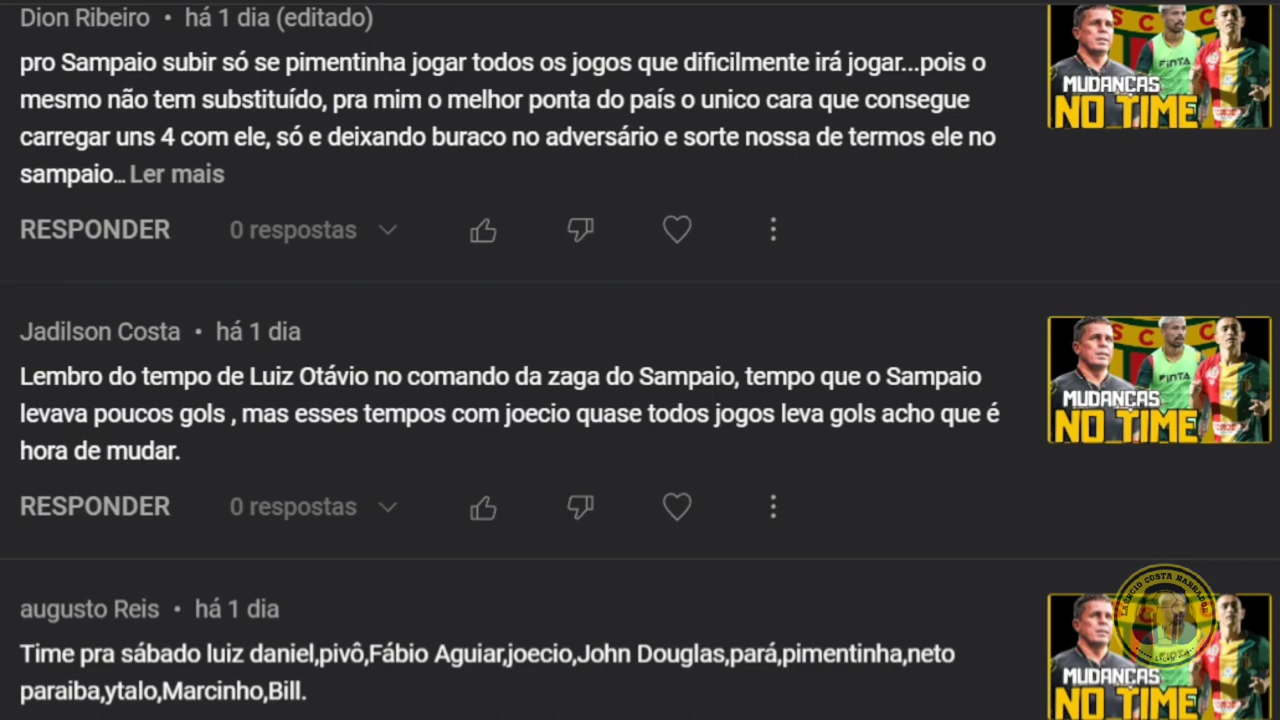 Dion Ribeiro • há 1 dia (editado)
pro Sampaio subir só se pimentinha jogar todos os jogos que dificilmente irá jogar...pois o
mesmo não tem substituído, pra mim o melhor ponta do país o unico cara que consegue
carregar uns 4 com ele, só e deixando buraco no adversário e sorte nossa de termos ele no
sampaio... Ler mais
RESPONDER 0 respostas
S C
FINTA
MUDANÇAS
NO TIME
Jadilson Costa • há 1 dia
Lembro do tempo de Luiz Otávio no comando da zaga do Sampaio, tempo que o Sampaio
levava poucos gols , mas esses tempos com joecio quase todos jogos leva gols acho que é
hora de mudar.
RESPONDER 0 respostas
S C
FINTA
MUDANÇAS
NO TIME
augusto Reis • há 1 dia
Time pra sábado luiz daniel,pivô,Fábio Aguiar,joecio,John Douglas,pará,pimentinha,neto
paraiba,ytalo,Marcinho,Bill.
LAÉRCIO COSTA NARRADOR
MUDANÇAS
NO TIME